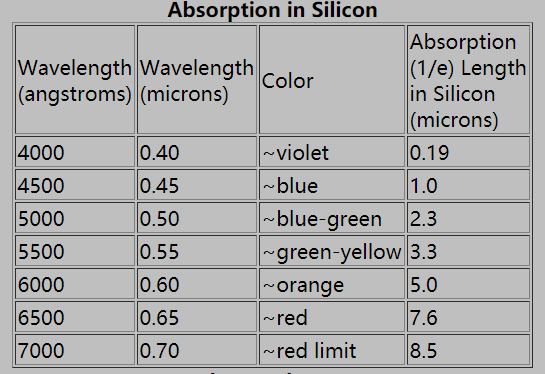 Absorption in Silicon
Wavelength (angstroms) Wavelength (microns) Color Absorption (1/e) Length in Silicon (microns)
4000 0.40 ~violet 0.19
4500 0.45 ~blue 1.0
5000 0.50 ~blue-green 2.3
5500 0.55 ~green-yellow 3.3
6000 0.60 ~orange 5.0
6500 0.65 ~red 7.6
7000 0.70 ~red limit 8.5